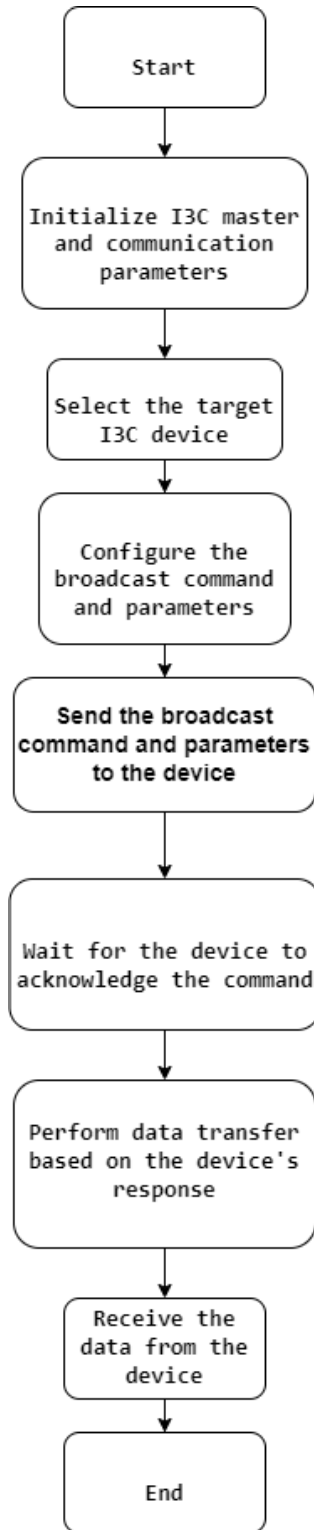 Start
Initialize I3C master
and communication
parameters
Select the target
I3C device
Configure the
broadcast command
and parameters
Send the broadcast
command and parameters
to the device
Wait for the device to
acknowledge the command
Perform data transfer
based on the device's
response
Receive the
data from the
device
End